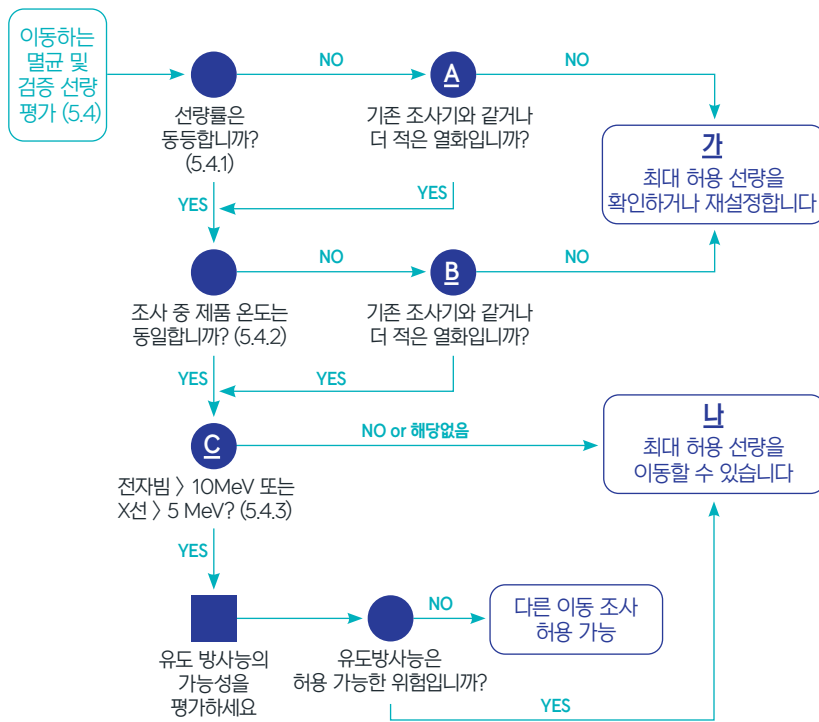 이동하는
멸균 및
검증 선량
평가 (5.4)
NO
A
NO
선량률은
동등합니까?
(5.4.1)
기존 조사기와 같거나
더 적은 열화입니까?
가
최대 허용 선량을
확인하거나 재설정합니다
YES
YES
NO
B
NO
조사 중 제품 온도는
동일합니까? (5.4.2)
기존 조사기와 같거나
더 적은 열화입니까?
YES
YES
C
NO or 해당없음
나
최대 허용 선량을
이동할 수 있습니다
전자빔 > 10MeV 또는
X선 > 5 MeV? (5.4.3)
YES
NO
다른 이동 조사
허용 가능
유도 방사능의
가능성을
평가하세요
유도방사능은
허용 가능한 위험입니까?
YES